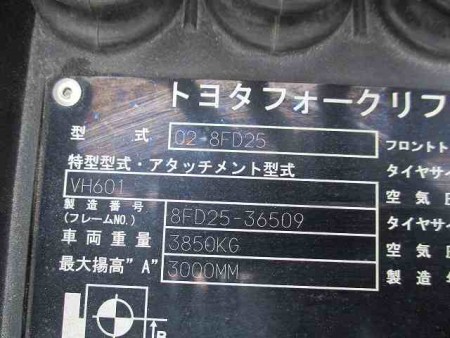 トヨタフォークリフ
型 式 02-8FD25
フロントト
特型型式・アタッチメント型式
タイヤサイ
VH601
空気圧
製造番号
(フレームNO.) 8FD25-36509
タイヤサイ
車両重量 3850KG
空気圧
最大揚高"A" 3000MM
製造年